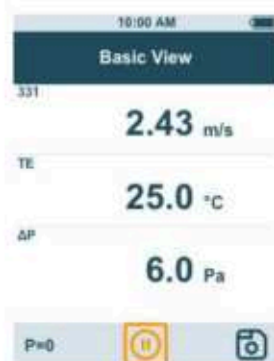 10:00 AM
Basic View
331
2.43 m/s
TE
25.0 °C
ΔP
6.0 Pa
P=0